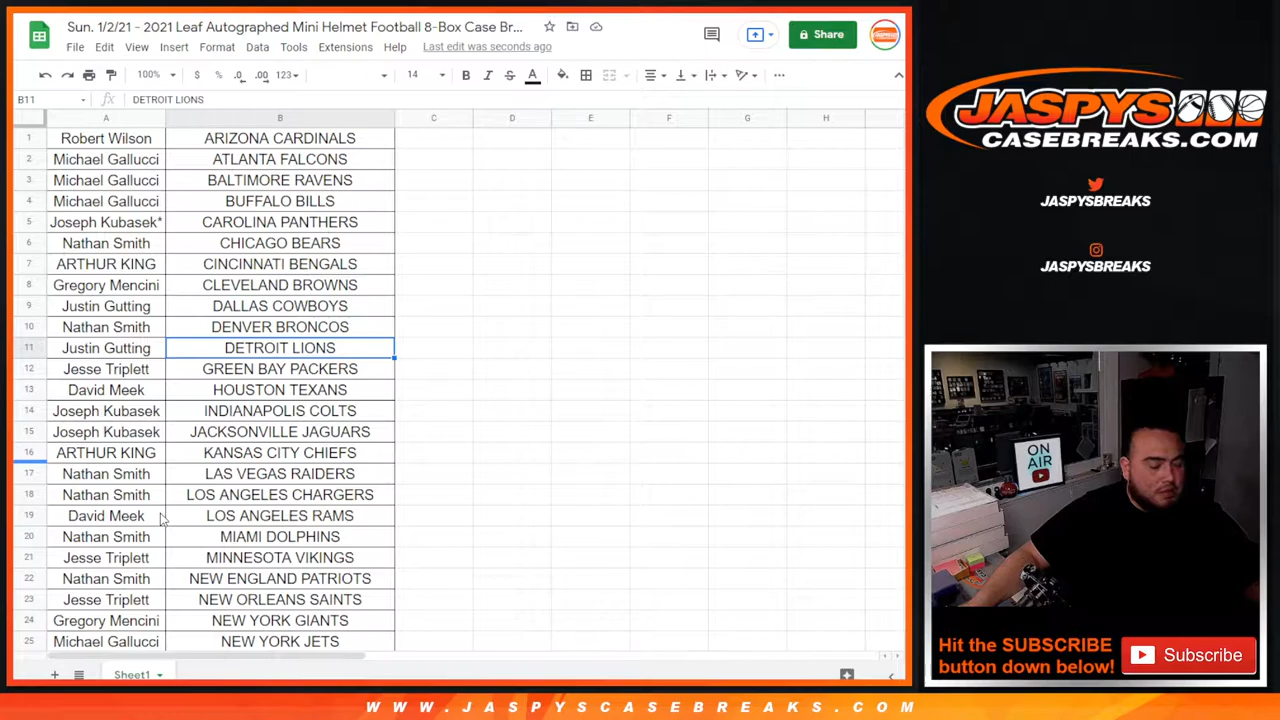 Sun. 1/2/21 - 2021 Leaf Autographed Mini Helmet Football 8-Box Case Br...
File Edit View Insert Format Data Tools Extensions Help Last edit was seconds ago
Share
100% $ % .0 .00 123 14 B I S A
B11 fx DETROIT LIONS
A B C D E F G H
1 Robert Wilson ARIZONA CARDINALS
2 Michael Gallucci ATLANTA FALCONS
3 Michael Gallucci BALTIMORE RAVENS
4 Michael Gallucci BUFFALO BILLS
5 Joseph Kubasek* CAROLINA PANTHERS
6 Nathan Smith CHICAGO BEARS
7 ARTHUR KING CINCINNATI BENGALS
8 Gregory Mencini CLEVELAND BROWNS
9 Justin Gutting DALLAS COWBOYS
10 Nathan Smith DENVER BRONCOS
11 Justin Gutting DETROIT LIONS
12 Jesse Triplett GREEN BAY PACKERS
13 David Meek HOUSTON TEXANS
14 Joseph Kubasek INDIANAPOLIS COLTS
15 Joseph Kubasek JACKSONVILLE JAGUARS
16 ARTHUR KING KANSAS CITY CHIEFS
17 Nathan Smith LAS VEGAS RAIDERS
18 Nathan Smith LOS ANGELES CHARGERS
19 David Meek LOS ANGELES RAMS
20 Nathan Smith MIAMI DOLPHINS
21 Jesse Triplett MINNESOTA VIKINGS
22 Nathan Smith NEW ENGLAND PATRIOTS
23 Jesse Triplett NEW ORLEANS SAINTS
24 Gregory Mencini NEW YORK GIANTS
25 Michael Gallucci NEW YORK JETS
Sheet1
JASPYS
CASEBREAKS.COM
JASPYSBREAKS
JASPYSBREAKS
ON
AIR
Hit the SUBSCRIBE
button down below!
Subscribe
WWW.JASPYSCASEBREAKS.COM